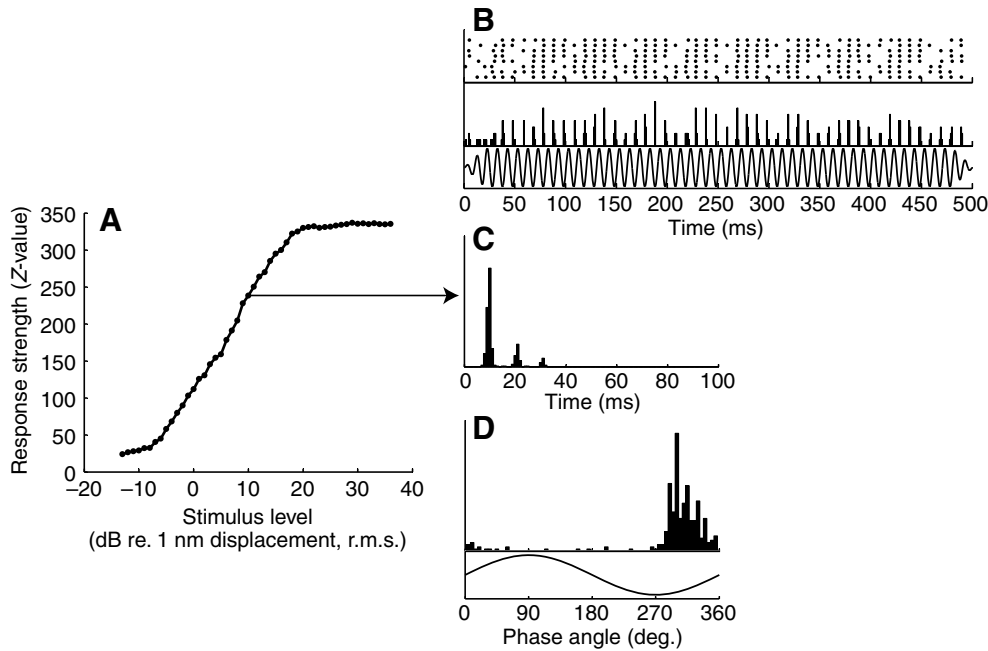 A
Response strength (Z-value)
350
300
250
200
150
100
50
0
–20 –10 0 10 20 30 40
Stimulus level
(dB re. 1 nm displacement, r.m.s.)
B
0 50 100 150 200 250 300 350 400 450 500
Time (ms)
C
0 20 40 60 80 100
Time (ms)
D
0 90 180 270 360
Phase angle (deg.)